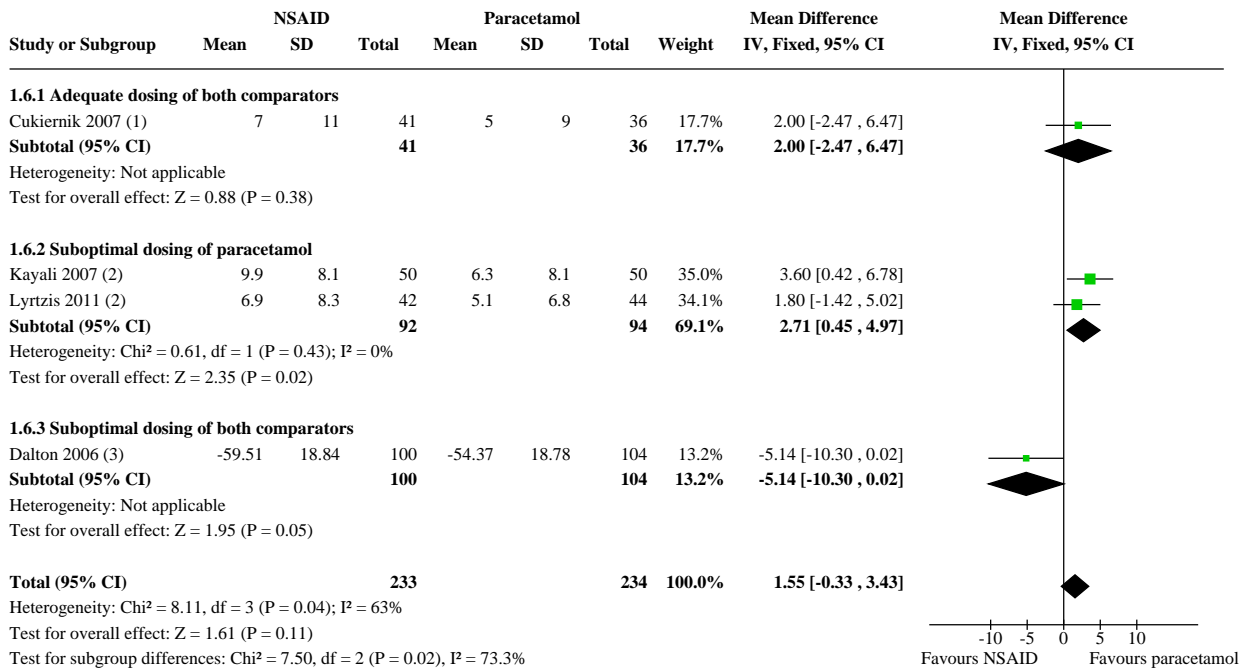 NSAID Paracetamol Mean Difference Mean Difference
Study or Subgroup Mean SD Total Mean SD Total Weight IV, Fixed, 95% CI IV, Fixed, 95% CI
1.6.1 Adequate dosing of both comparators
Cukiernik 2007 (1) 7 11 41 5 9 36 17.7% 2.00 [-2.47 , 6.47]
Subtotal (95% CI) 41 36 17.7% 2.00 [-2.47 , 6.47]
Heterogeneity: Not applicable
Test for overall effect: Z = 0.88 (P = 0.38)
1.6.2 Suboptimal dosing of paracetamol
Kayali 2007 (2) 9.9 8.1 50 6.3 8.1 50 35.0% 3.60 [0.42 , 6.78]
Lyrtzis 2011 (2) 6.9 8.3 42 5.1 6.8 44 34.1% 1.80 [-1.42 , 5.02]
Subtotal (95% CI) 92 94 69.1% 2.71 [0.45 , 4.97]
Heterogeneity: Chi² = 0.61, df = 1 (P = 0.43); I² = 0%
Test for overall effect: Z = 2.35 (P = 0.02)
1.6.3 Suboptimal dosing of both comparators
Dalton 2006 (3) -59.51 18.84 100 -54.37 18.78 104 13.2% -5.14 [-10.30 , 0.02]
Subtotal (95% CI) 100 104 13.2% -5.14 [-10.30 , 0.02]
Heterogeneity: Not applicable
Test for overall effect: Z = 1.95 (P = 0.05)
Total (95% CI) 233 234 100.0% 1.55 [-0.33 , 3.43]
Heterogeneity: Chi² = 8.11, df = 3 (P = 0.04); I² = 63%
Test for overall effect: Z = 1.61 (P = 0.11)
-10 -5 0 5 10
Test for subgroup differences: Chi² = 7.50, df = 2 (P = 0.02), I² = 73.3% Favours NSAID Favours paracetamol